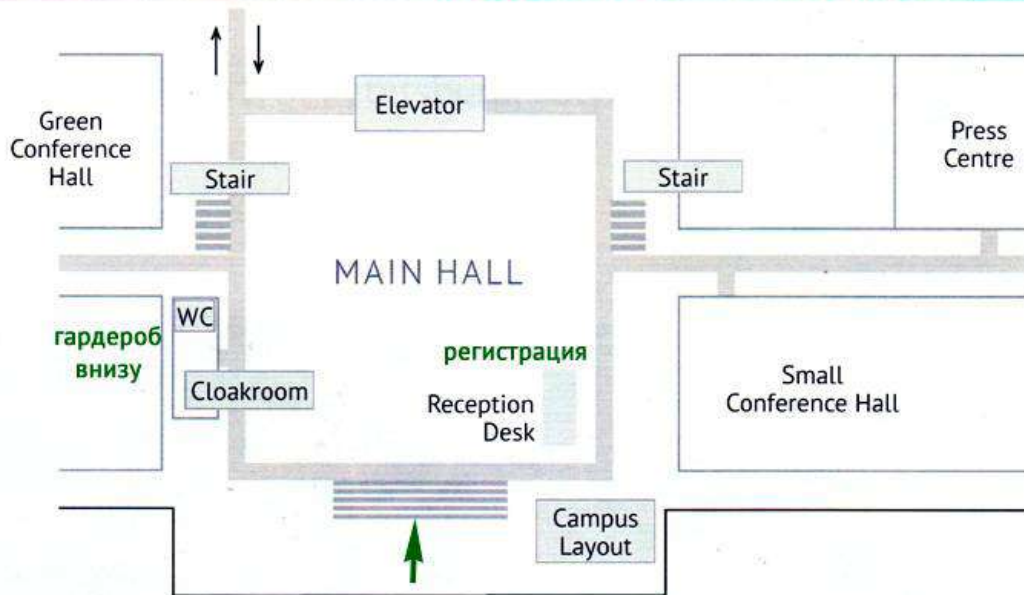 Elevator
Green
Conference
Hall
Press
Centre
Stair
Stair
MAIN HALL
WC
гардероб
внизу
регистрация
Cloakroom
Reception
Desk
Small
Conference Hall
Campus
Layout